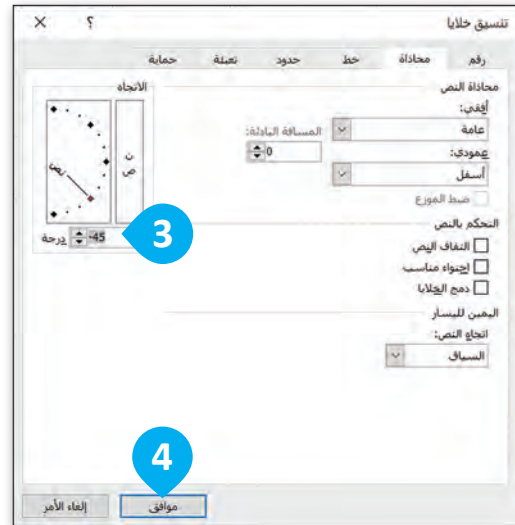 تنسيق خلايا ؟ ×
رقم محاذاة خط حدود تعبئة حماية
محاذاة النص
أفقي:
عامة
المسافة البادئة:
0
عمودي:
أسفل
ضبط الموزع
التحكم بالنص
التفاف النص
احتواء مناسب
دمج الخلايا
اليمين لليسار
اتجاه النص:
السياق
الاتجاه
ن
ص
نص
-45 درجة
3
4
موافق
إلغاء الأمر